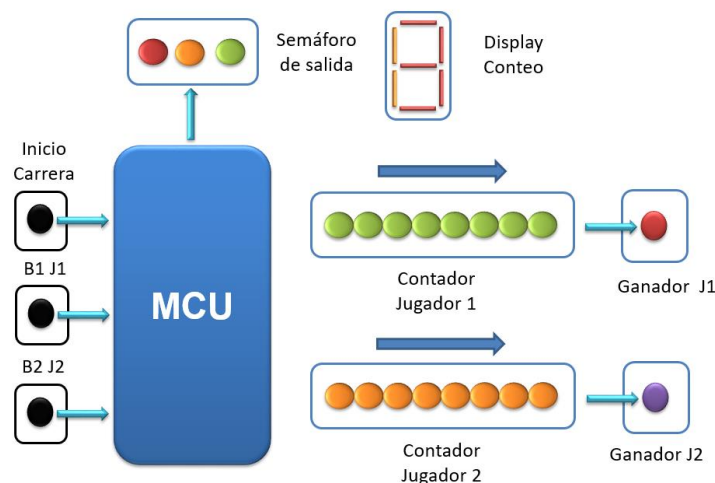 Semáforo
de salida
Display
Conteo
Inicio
Carrera
B1 J1
B2 J2
MCU
Contador
Jugador 1
Ganador J1
Contador
Jugador 2
Ganador J2